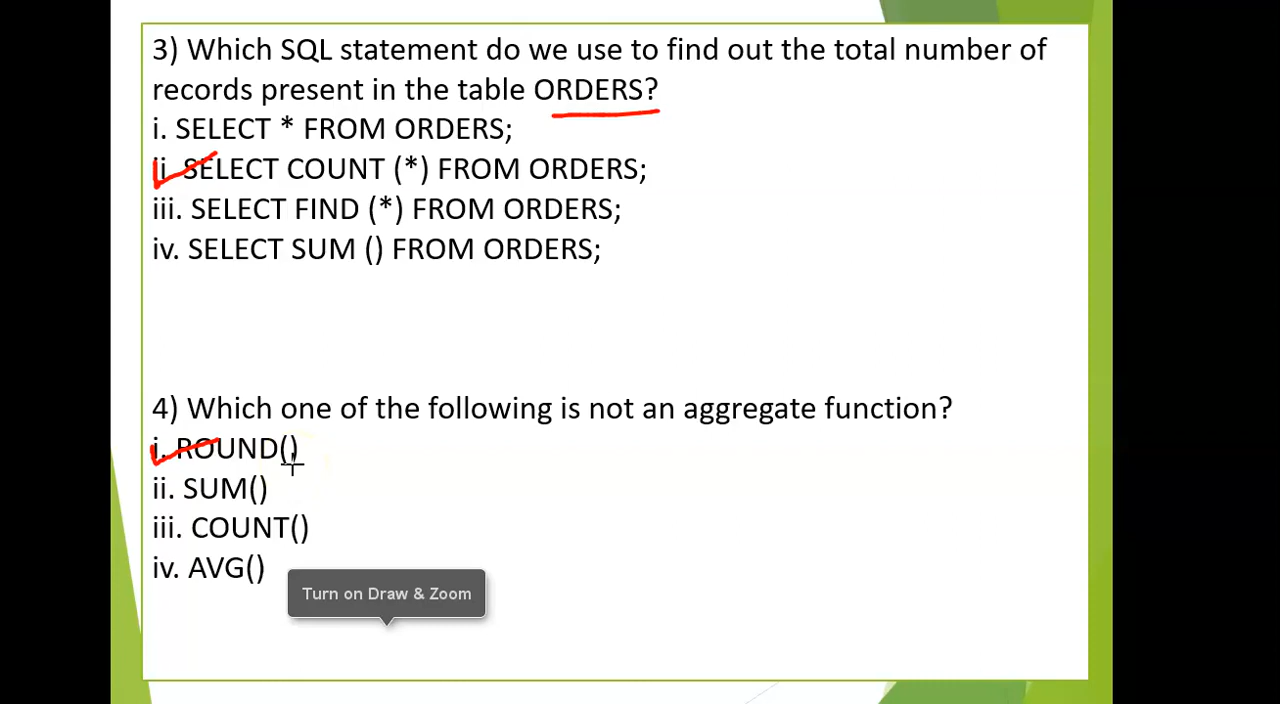 3) Which SQL statement do we use to find out the total number of
records present in the table ORDERS?
i. SELECT * FROM ORDERS;
ii. SELECT COUNT (*) FROM ORDERS;
iii. SELECT FIND (*) FROM ORDERS;
iv. SELECT SUM () FROM ORDERS;
4) Which one of the following is not an aggregate function?
i. ROUND()
ii. SUM()
iii. COUNT()
iv. AVG()
Turn on Draw & Zoom